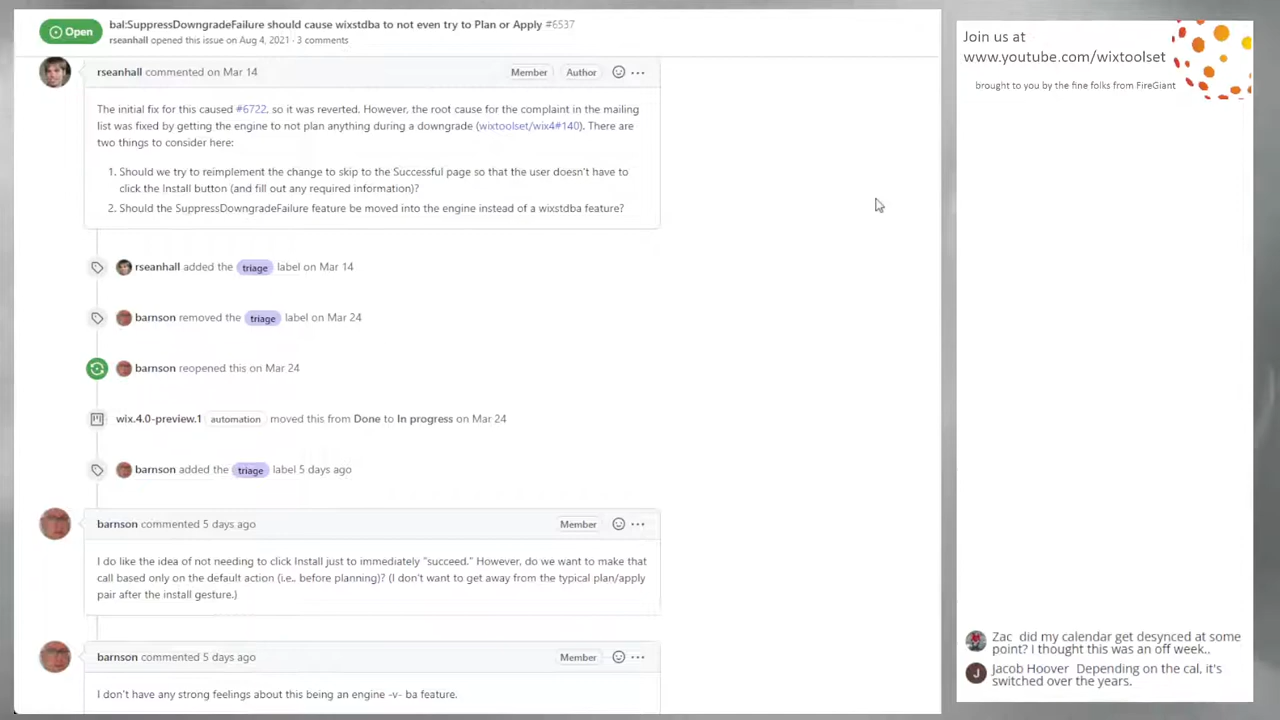 Open
bal:SuppressDowngradeFailure should cause wixstdba to not even try to Plan or Apply #6537
rseanhall opened this issue on Aug 4, 2021 · 3 comments
rseanhall commented on Mar 14
Member
Author
The initial fix for this caused #6722, so it was reverted. However, the root cause for the complaint in the mailing
list was fixed by getting the engine to not plan anything during a downgrade (wixtoolset/wix4#140). There are
two things to consider here:
1. Should we try to reimplement the change to skip to the Successful page so that the user doesn't have to
click the Install button (and fill out any required information)?
2. Should the SuppressDowngradeFailure feature be moved into the engine instead of a wixstdba feature?
rseanhall added the triage label on Mar 14
barnson removed the triage label on Mar 24
barnson reopened this on Mar 24
wix.4.0-preview.1 automation moved this from Done to In progress on Mar 24
barnson added the triage label 5 days ago
barnson commented 5 days ago
Member
I do like the idea of not needing to click Install just to immediately "succeed." However, do we want to make that
call based only on the default action (i.e., before planning)? (I don't want to get away from the typical plan/apply
pair after the install gesture.)
barnson commented 5 days ago
Member
I don't have any strong feelings about this being an engine -v- ba feature.
Join us at
www.youtube.com/wixtoolset
brought to you by the fine folks from FireGiant
Zac did my calendar get desynced at some
point? I thought this was an off week..
J
Jacob Hoover Depending on the cal, it's
switched over the years.